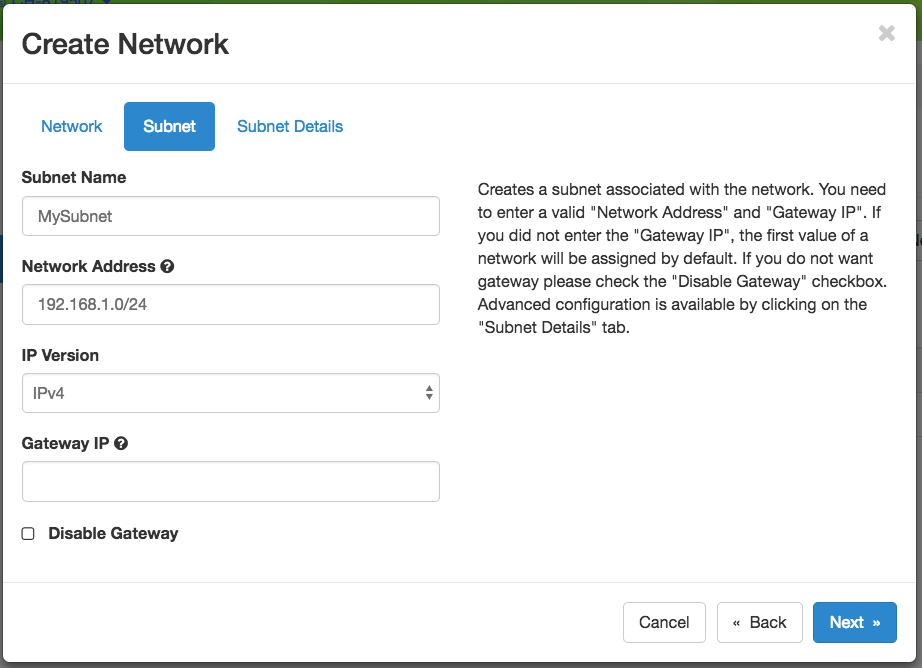 Create Network
×
Network Subnet Subnet Details
Subnet Name
MySubnet
Network Address ?
192.168.1.0/24
IP Version
IPv4
Gateway IP ?
Disable Gateway
Creates a subnet associated with the network. You need
to enter a valid "Network Address" and "Gateway IP". If
you did not enter the "Gateway IP", the first value of a
network will be assigned by default. If you do not want
gateway please check the "Disable Gateway" checkbox.
Advanced configuration is available by clicking on the
"Subnet Details" tab.
Cancel « Back Next »